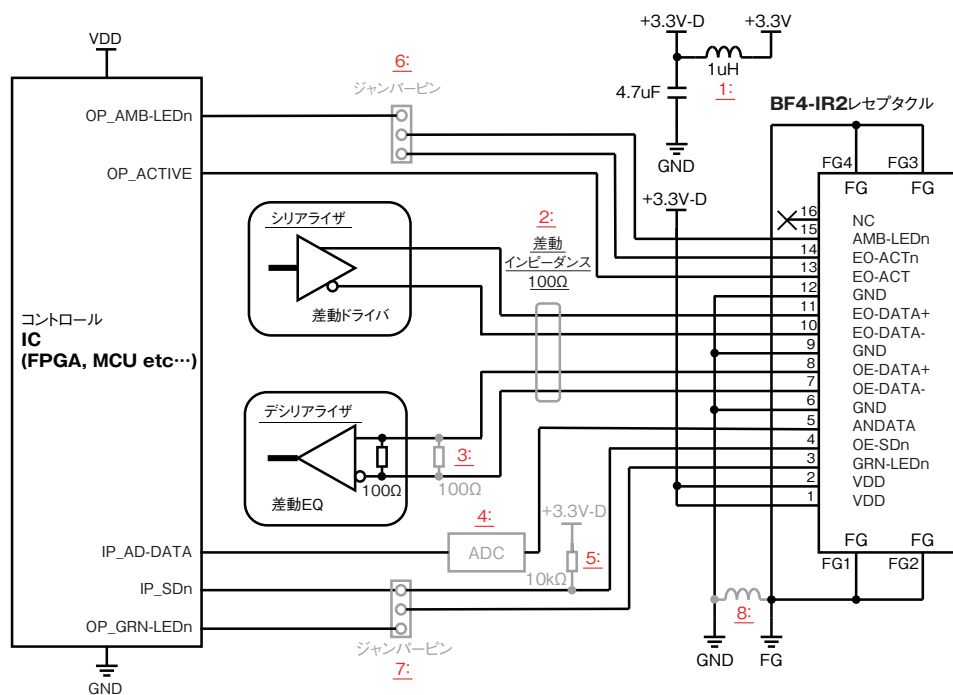 +3.3V-D
+3.3V
VDD
6:
ジャンパーピン
1uH
1:
4.7uF
GND
BF4-IR2レセプタクル
OP_AMB-LEDn
OP_ACTIVE
FG4
FG3
FG
FG
+3.3V-D
シリアライザ
差動ドライバ
2:
差動
インピーダンス
100Ω
16
NC
15
AMB-LEDn
14
EO-ACTn
13
EO-ACT
12
GND
11
EO-DATA+
10
EO-DATA-
9
GND
8
OE-DATA+
7
OE-DATA-
6
GND
5
ANDATA
4
OE-SDn
3
GRN-LEDn
2
VDD
1
VDD
コントロール
IC
(FPGA, MCU etc…)
デシリアライザ
100Ω
差動EQ
3:
100Ω
4:
ADC
+3.3V-D
5:
10kΩ
IP_AD-DATA
IP_SDn
OP_GRN-LEDn
ジャンパーピン
7:
FG
FG
FG1
FG2
8:
GND
FG
GND